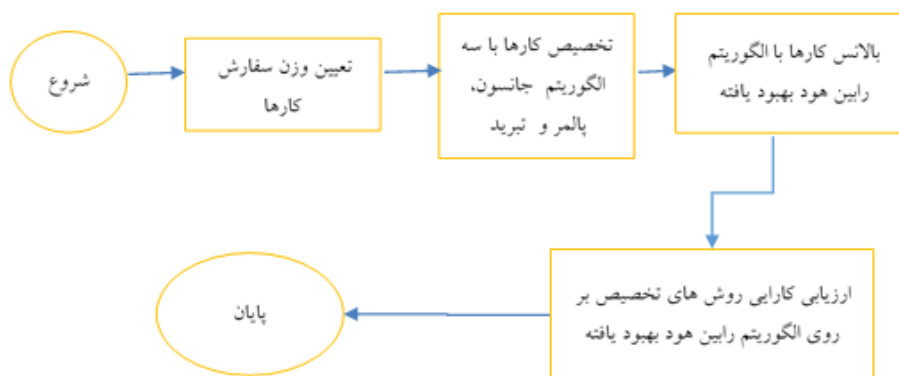 شروع
تعیین وزن سفارش
کارها
تخصیص کارها با سه
الگوریتم جانسون،
پالمر و تبرید
بالانس کارها با الگوریتم
رابین هود بهبود یافته
ارزیابی کارایی روش های تخصیص بر
روی الگوریتم رابین هود بهبود یافته
پایان